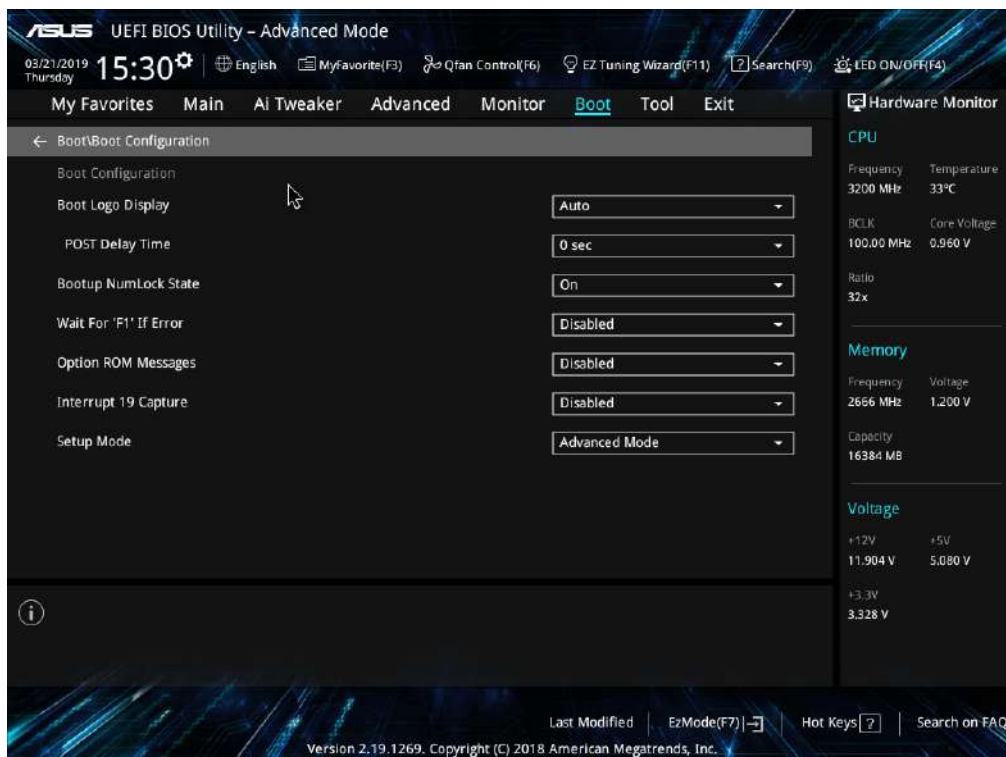 ASUS UEFI BIOS Utility – Advanced Mode
03/21/2019 Thursday 15:30 English MyFavorite(F3) Qfan Control(F6) EZ Tuning Wizard(F11) ? Search(F9) LED ON/OFF(F4)
My Favorites Main Ai Tweaker Advanced Monitor Boot Tool Exit
← Boot\Boot Configuration
Boot Configuration
Boot Logo Display Auto
POST Delay Time 0 sec
Bootup NumLock State On
Wait For 'F1' If Error Disabled
Option ROM Messages Disabled
Interrupt 19 Capture Disabled
Setup Mode Advanced Mode
Hardware Monitor
CPU
Frequency Temperature
3200 MHz 33°C
BCLK Core Voltage
100.00 MHz 0.960 V
Ratio
32x
Memory
Frequency Voltage
2666 MHz 1.200 V
Capacity
16384 MB
Voltage
+12V +5V
11.904 V 5.080 V
+3.3V
3.328 V
i
Last Modified EzMode(F7) Hot Keys ? Search on FAQ
Version 2.19.1269. Copyright (C) 2018 American Megatrends, Inc.